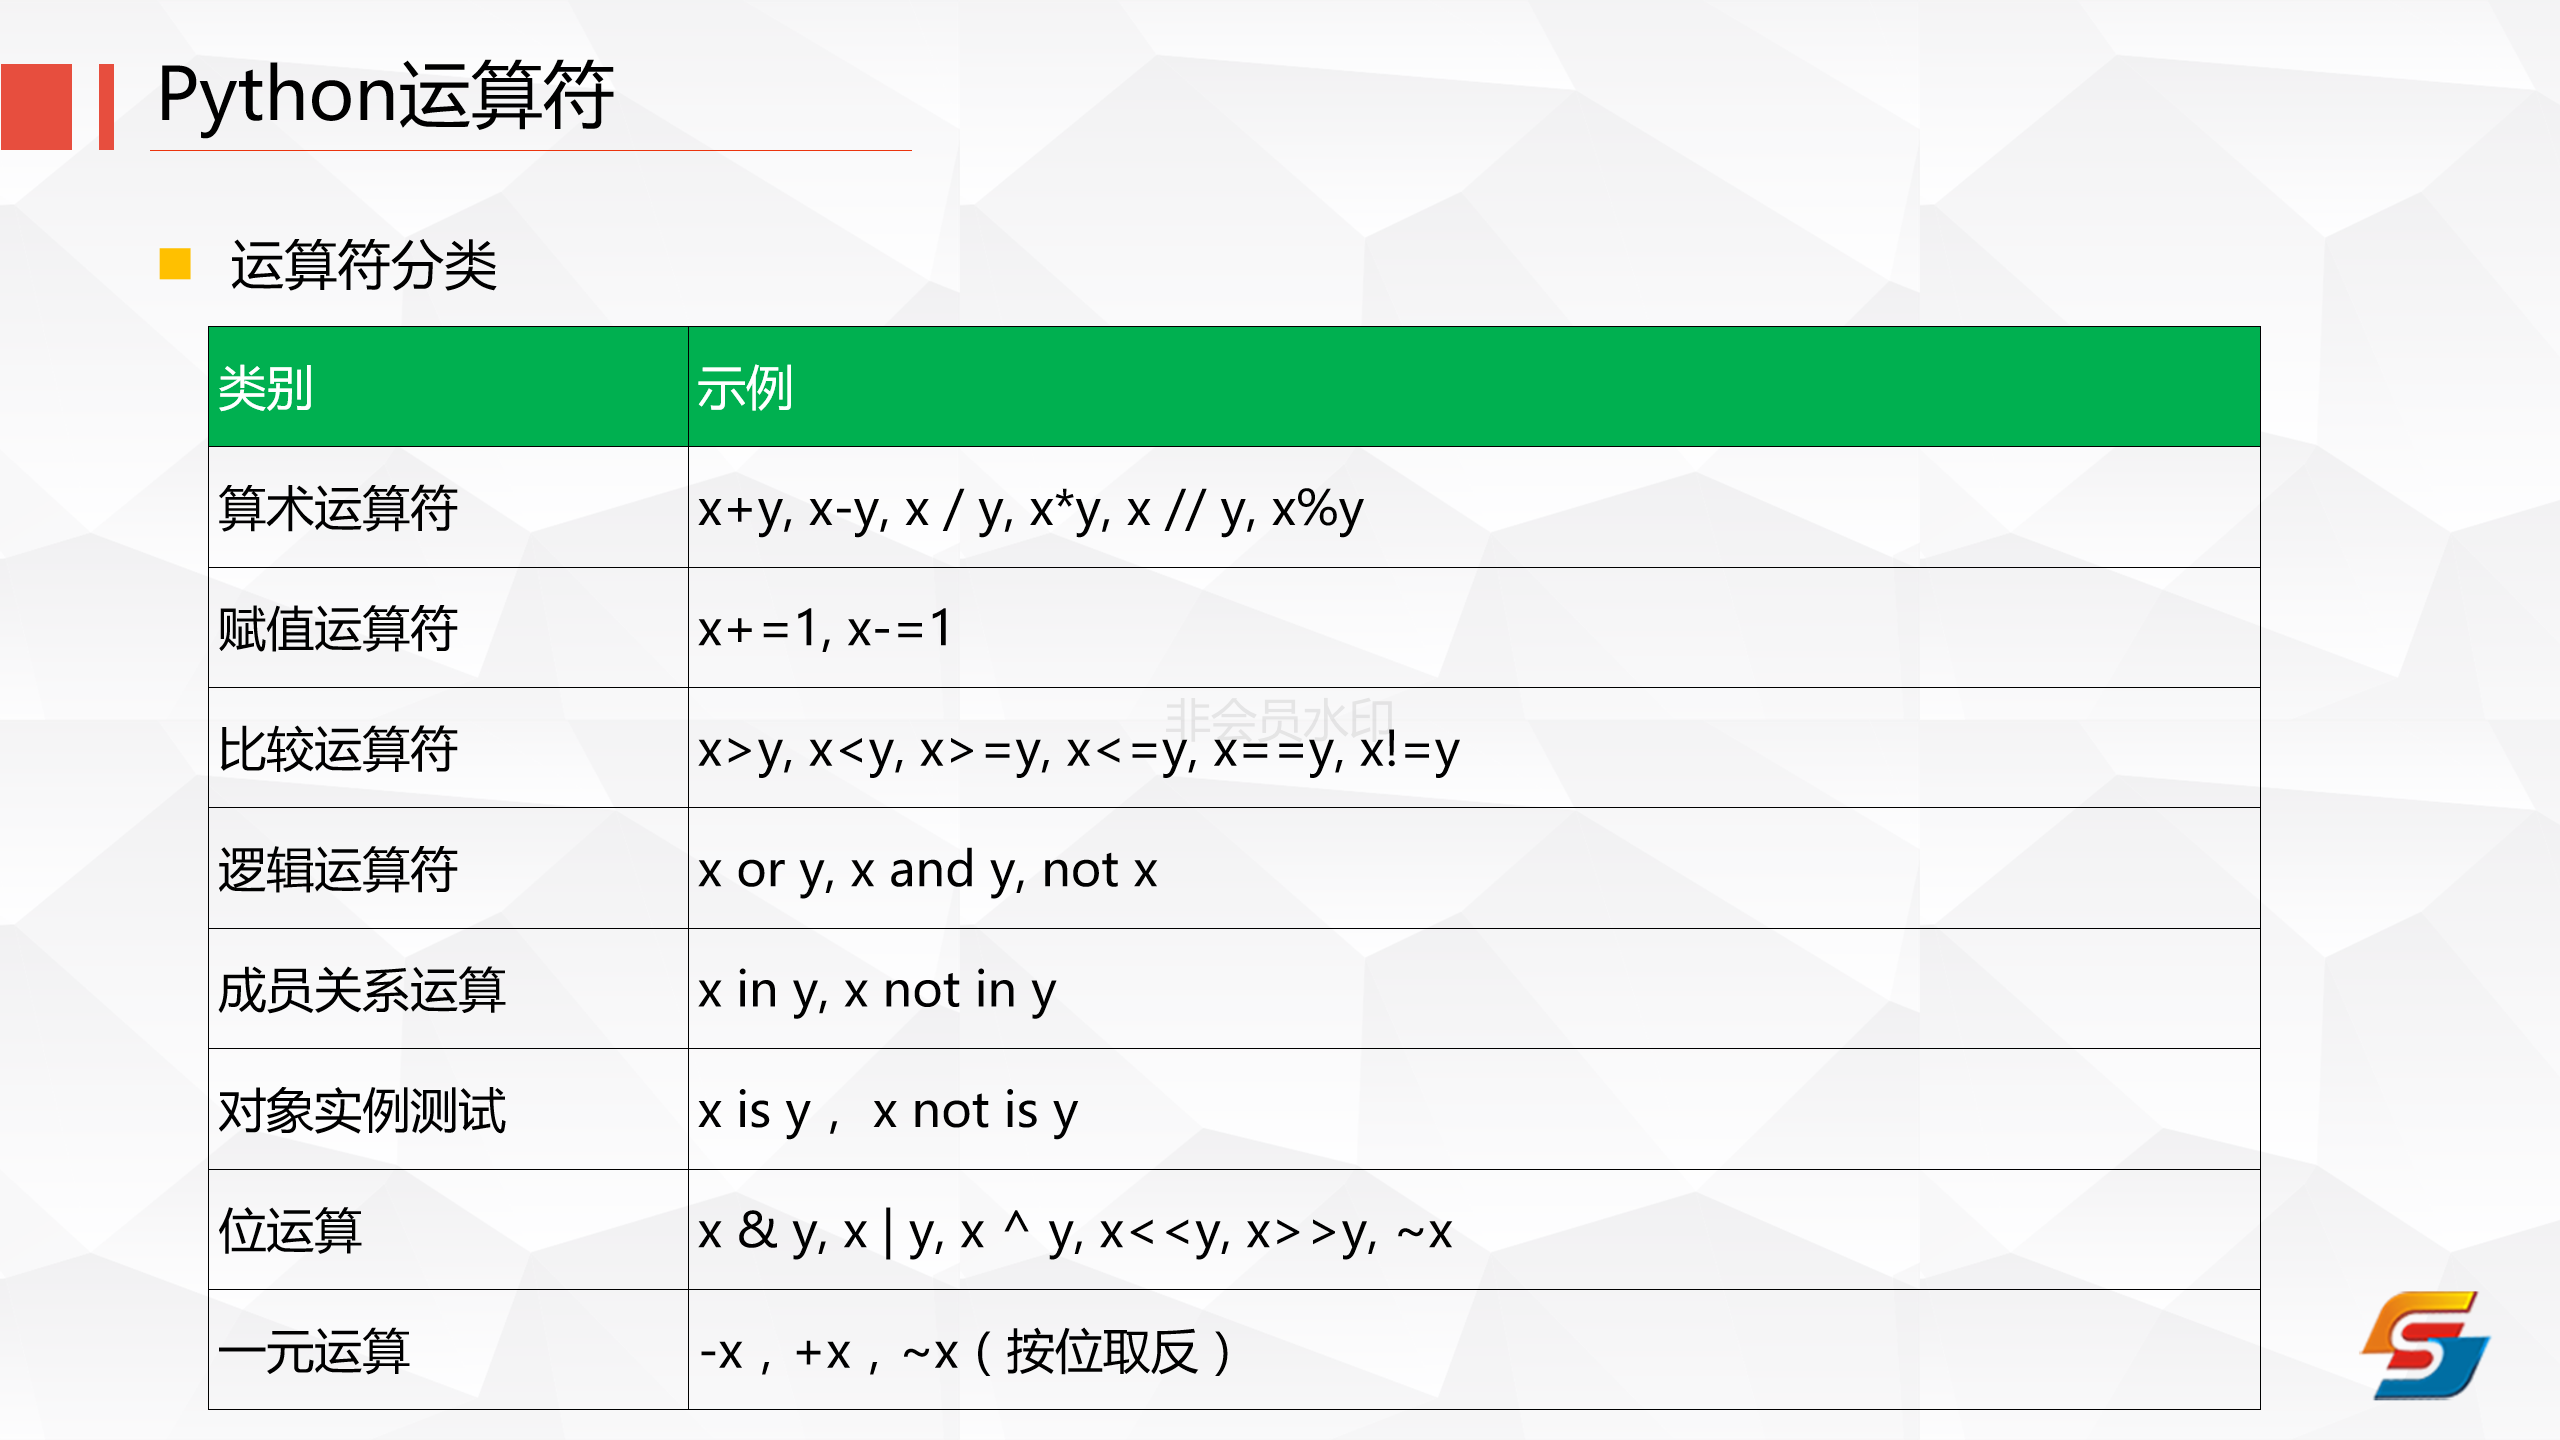 Python运算符
运算符分类
类别 示例
算术运算符 x+y, x-y, x / y, x*y, x // y, x%y
赋值运算符 x+=1, x-=1
非会员水印
比较运算符 x>y, x<y, x>=y, x<=y, x==y, x!=y
逻辑运算符 x or y, x and y, not x
成员关系运算 x in y, x not in y
对象实例测试 x is y， x not is y
位运算 x & y, x | y, x ^ y, x<<y, x>>y, ~x
一元运算 -x，+x，~x（按位取反）